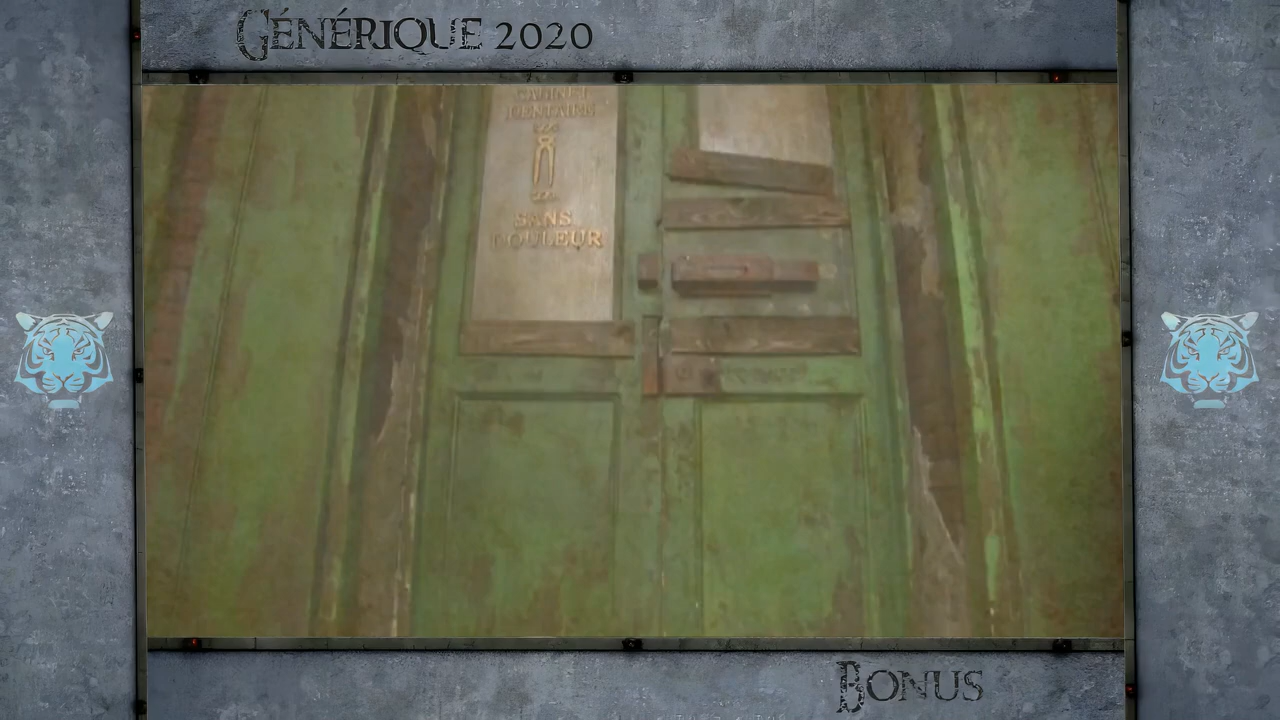 GÉNÉRIQUE 2020
CABINET
DENTAIRE
SANS
DOULEUR
BONUS